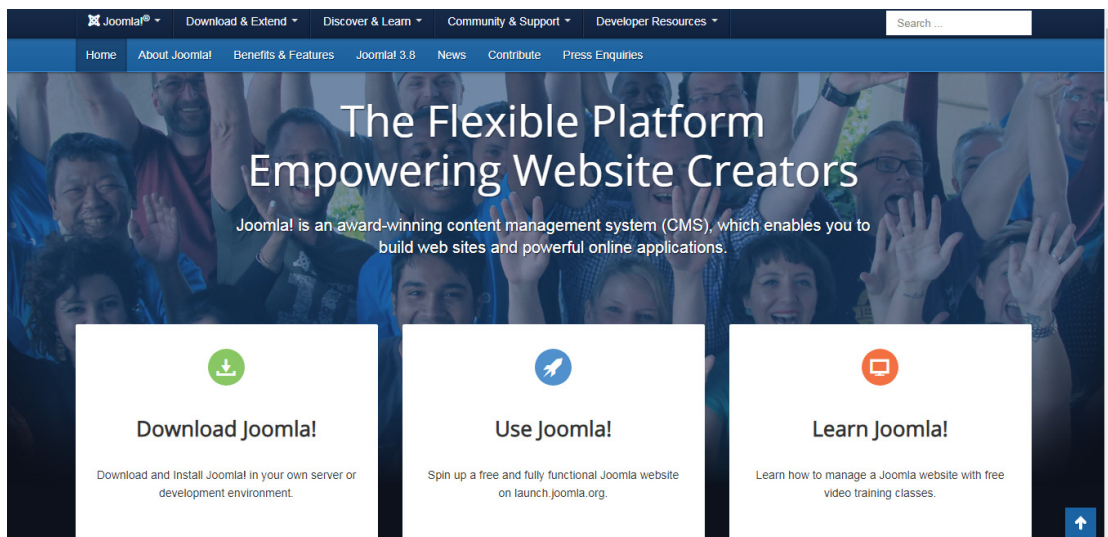 Joomla!® Download & Extend Discover & Learn Community & Support Developer Resources Search ...
Home About Joomla! Benefits & Features Joomla! 3.8 News Contribute Press Enquiries
The Flexible Platform
Empowering Website Creators
Joomla! is an award-winning content management system (CMS), which enables you to
build web sites and powerful online applications.
Download Joomla!
Download and Install Joomla! in your own server or
development environment.
Use Joomla!
Spin up a free and fully functional Joomla website
on launch.joomla.org.
Learn Joomla!
Learn how to manage a Joomla website with free
video training classes.